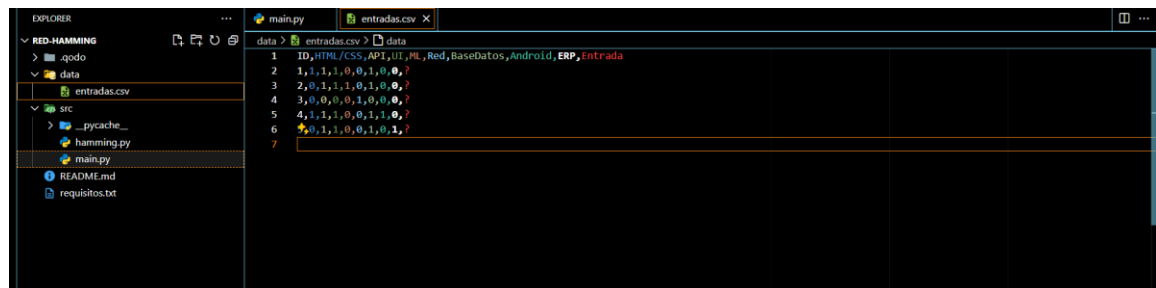 EXPLORER
RED-HAMMING
.qodo
data
entradas.csv
src
__pycache__
hamming.py
main.py
README.md
requisitos.txt
main.py
entradas.csv
data > entradas.csv > data
1 ID,HTML/CSS,API,UI,ML,Red,BaseDatos,Android,ERP,Entrada
2 1,1,1,1,0,0,1,0,0,?
3 2,0,1,1,1,0,1,0,0,?
4 3,0,0,0,0,1,0,0,0,?
5 4,1,1,1,0,0,1,1,0,?
6 ,0,1,1,0,0,1,0,1,?
7